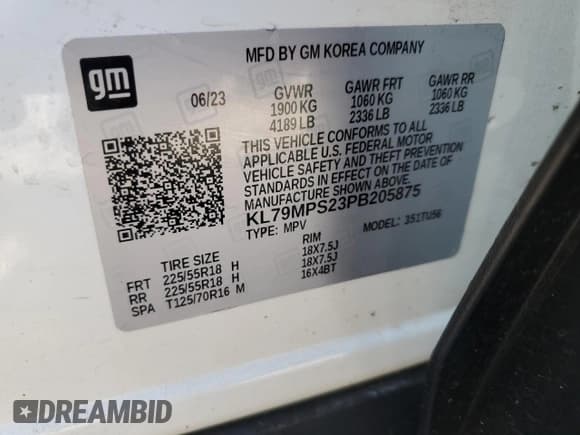 MFD BY GM KOREA COMPANY
gm
06/23 GVWR GAWR FRT GAWR RR
1900 KG 1060 KG 1060 KG
4189 LB 2336 LB 2336 LB
THIS VEHICLE CONFORMS TO ALL
APPLICABLE U.S. FEDERAL MOTOR
VEHICLE SAFETY AND THEFT PREVENTION
STANDARDS IN EFFECT ON THE DATE OF
MANUFACTURE SHOWN ABOVE.
KL79MPS23PB205875
TYPE: MPV MODEL: 351TU56
TIRE SIZE RIM
FRT 225/55R18 H 18X7.5J
RR 225/55R18 H 18X7.5J
SPA T125/70R16 M 16X4BT
DREAMBID